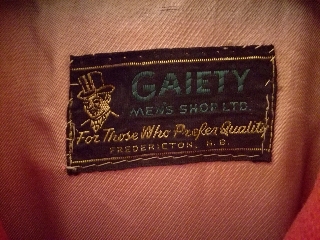 GAIETY
MEN'S SHOP LTD.
For Those Who Prefer Quality
FREDERICTON, N.B.